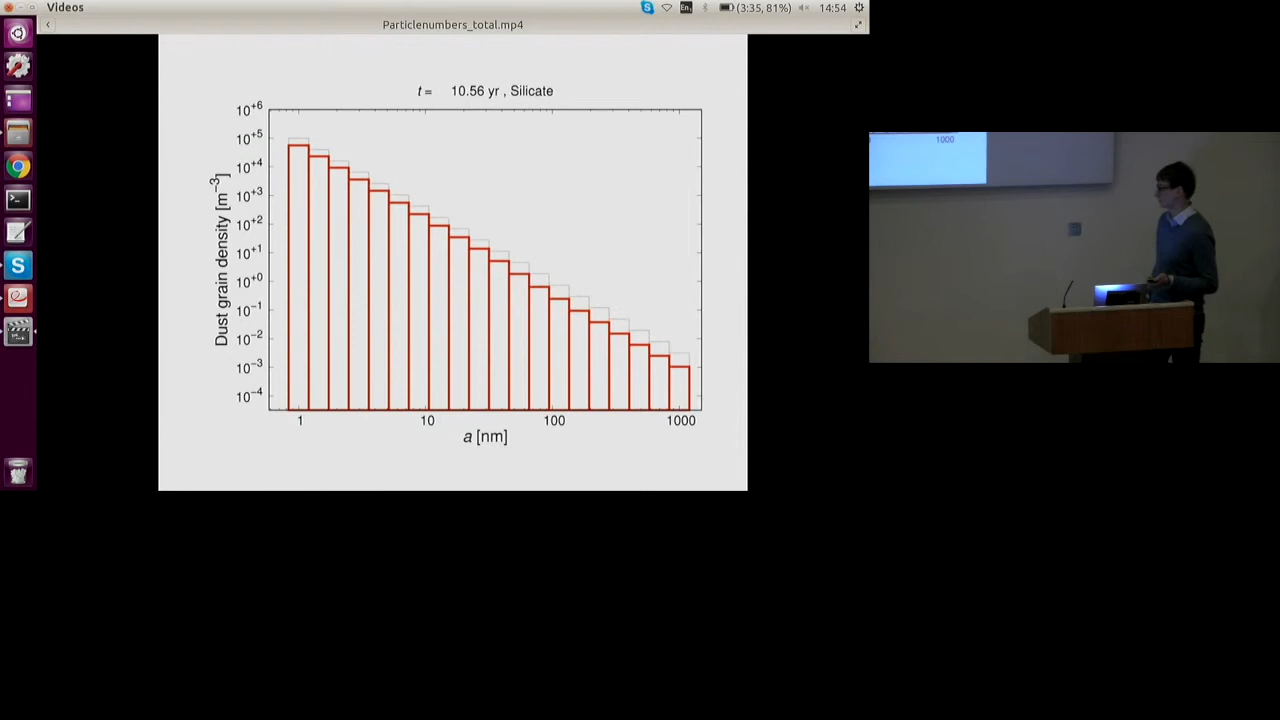 Videos
En1 (3:35, 81%) 14:54
Particlenumbers_total.mp4
t = 10.56 yr , Silicate
10+6
10+5
10+4
10+3
10+2
10+1
10+0
10−1
10−2
10−3
10−4
Dust grain density [m−3]
1 10 100 1000
a [nm]
1000